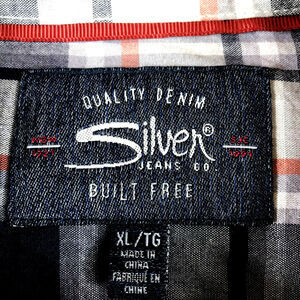 QUALITY DENIM
Silver®
JEANS CO
BUILT FREE
XL/TG
MADE IN
CHINA
FABRIQUÉ EN
CHINE